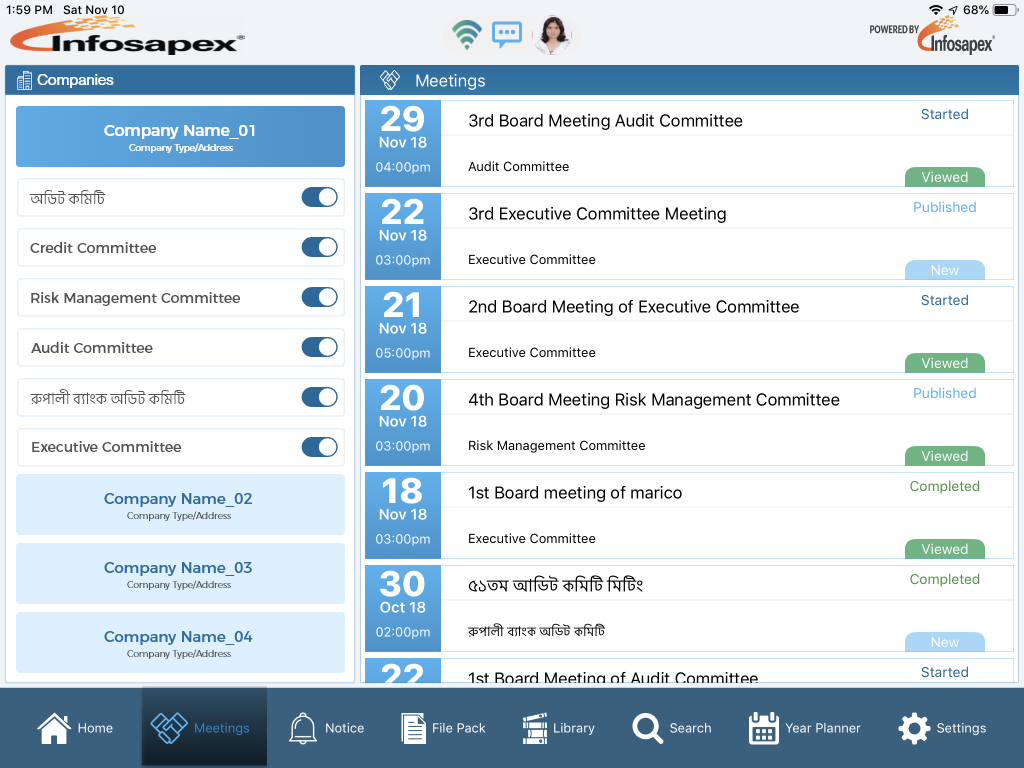 1:59 PM Sat Nov 10
68%
Infosapex®
POWERED BY Infosapex®
Companies
Company Name_01
Company Type/Address
অডিট কমিটি
Credit Committee
Risk Management Committee
Audit Committee
রুপালী ব্যাংক অডিট কমিটি
Executive Committee
Company Name_02
Company Type/Address
Company Name_03
Company Type/Address
Company Name_04
Company Type/Address
Meetings
29
Nov 18
04:00pm
3rd Board Meeting Audit Committee
Audit Committee
Started
Viewed
22
Nov 18
03:00pm
3rd Executive Committee Meeting
Executive Committee
Published
New
21
Nov 18
05:00pm
2nd Board Meeting of Executive Committee
Executive Committee
Started
Viewed
20
Nov 18
03:00pm
4th Board Meeting Risk Management Committee
Risk Management Committee
Published
Viewed
18
Nov 18
03:00pm
1st Board meeting of marico
Executive Committee
Completed
Viewed
30
Oct 18
02:00pm
৫১তম আডিট কমিটি মিটিং
রুপালী ব্যাংক অডিট কমিটি
Completed
New
22
1st Board Meeting of Audit Committee
Started
Home
Meetings
Notice
File Pack
Library
Search
Year Planner
Settings